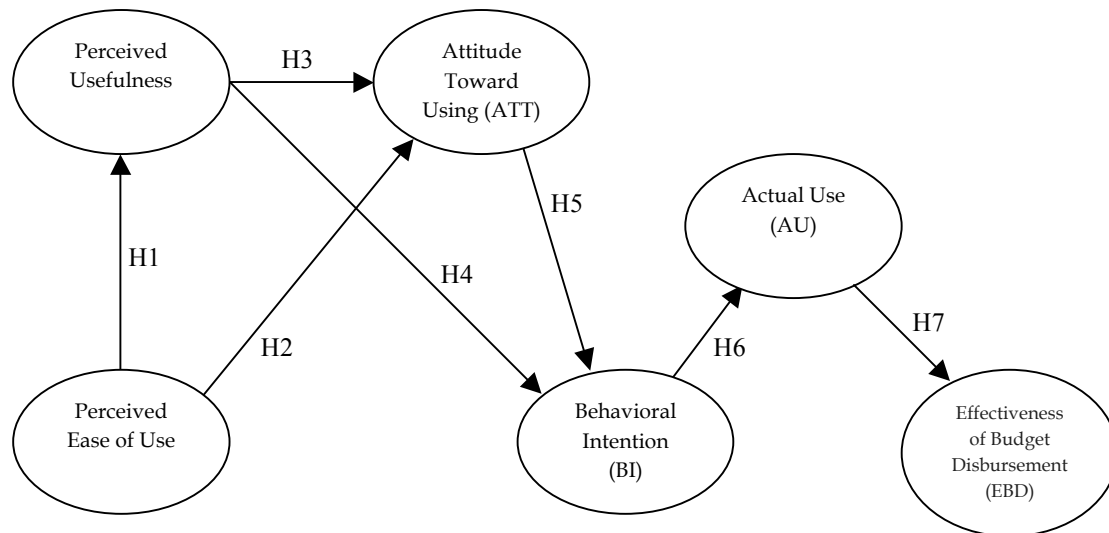 Perceived
Usefulness
H3
Attitude
Toward
Using (ATT)
H1
H2
H4
H5
Actual Use
(AU)
H6
H7
Perceived
Ease of Use
Behavioral
Intention
(BI)
Effectiveness
of Budget
Disbursement
(EBD)